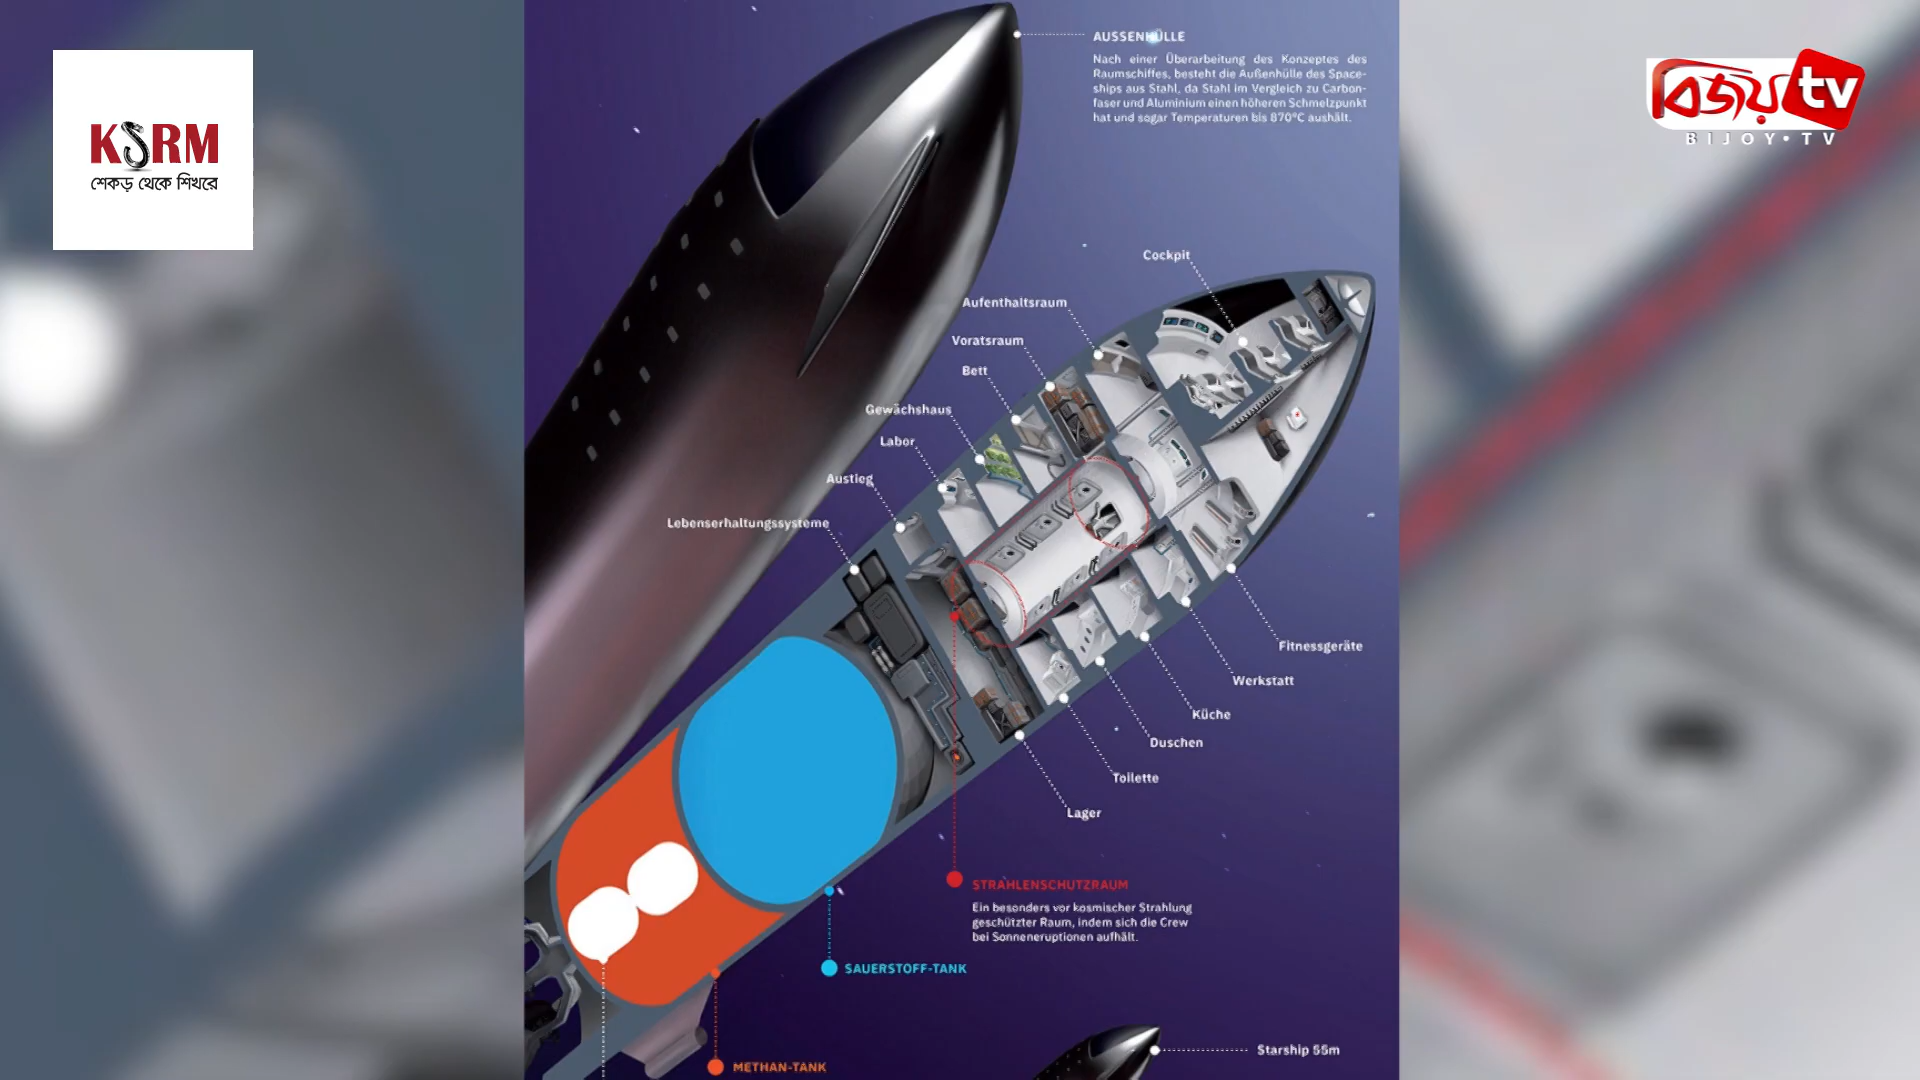 KSRM
শেকড় থেকে শিখরে
বিজয় tv
BIJOY•TV
AUSSENHÜLLE
Nach einer Überarbeitung des Konzeptes des
Raumschiffes, besteht die Außenhülle des Space-
ships aus Stahl, da Stahl im Vergleich zu Carbon-
faser und Aluminium einen höheren Schmelzpunkt
hat und sogar Temperaturen bis 870°C aushält.
Cockpit
Aufenthaltsraum
Voratsraum
Bett
Gewächshaus
Labor
Austieg
Lebenserhaltungssysteme
Fitnessgeräte
Werkstatt
Küche
Duschen
Toilette
Lager
STRAHLENSCHUTZRAUM
Ein besonders vor kosmischer Strahlung
geschützter Raum, indem sich die Crew
bei Sonneneruptionen aufhält.
SAUERSTOFF-TANK
METHAN-TANK
Starship 55m